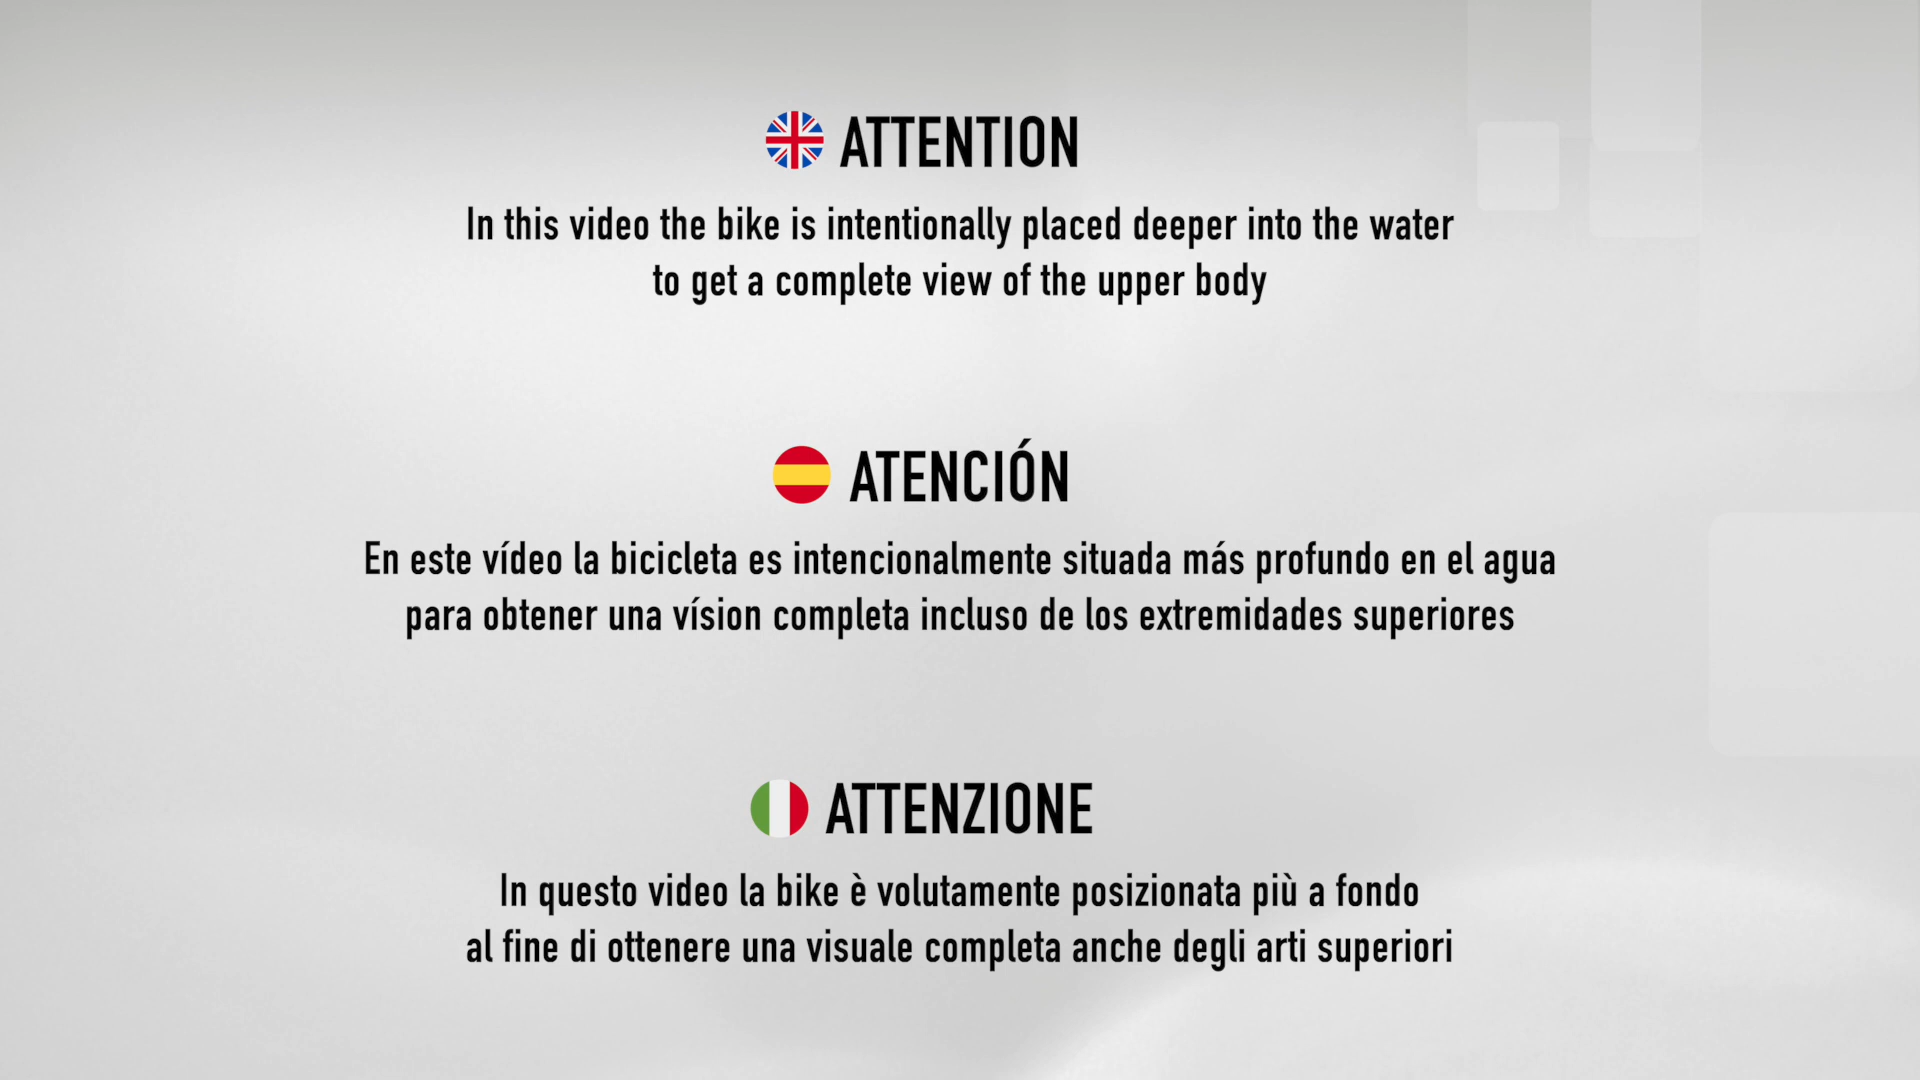 ATTENTION
In this video the bike is intentionally placed deeper into the water
to get a complete view of the upper body
ATENCIÓN
En este vídeo la bicicleta es intencionalmente situada más profundo en el agua
para obtener una vísion completa incluso de los extremidades superiores
ATTENZIONE
In questo video la bike è volutamente posizionata più a fondo
al fine di ottenere una visuale completa anche degli arti superiori